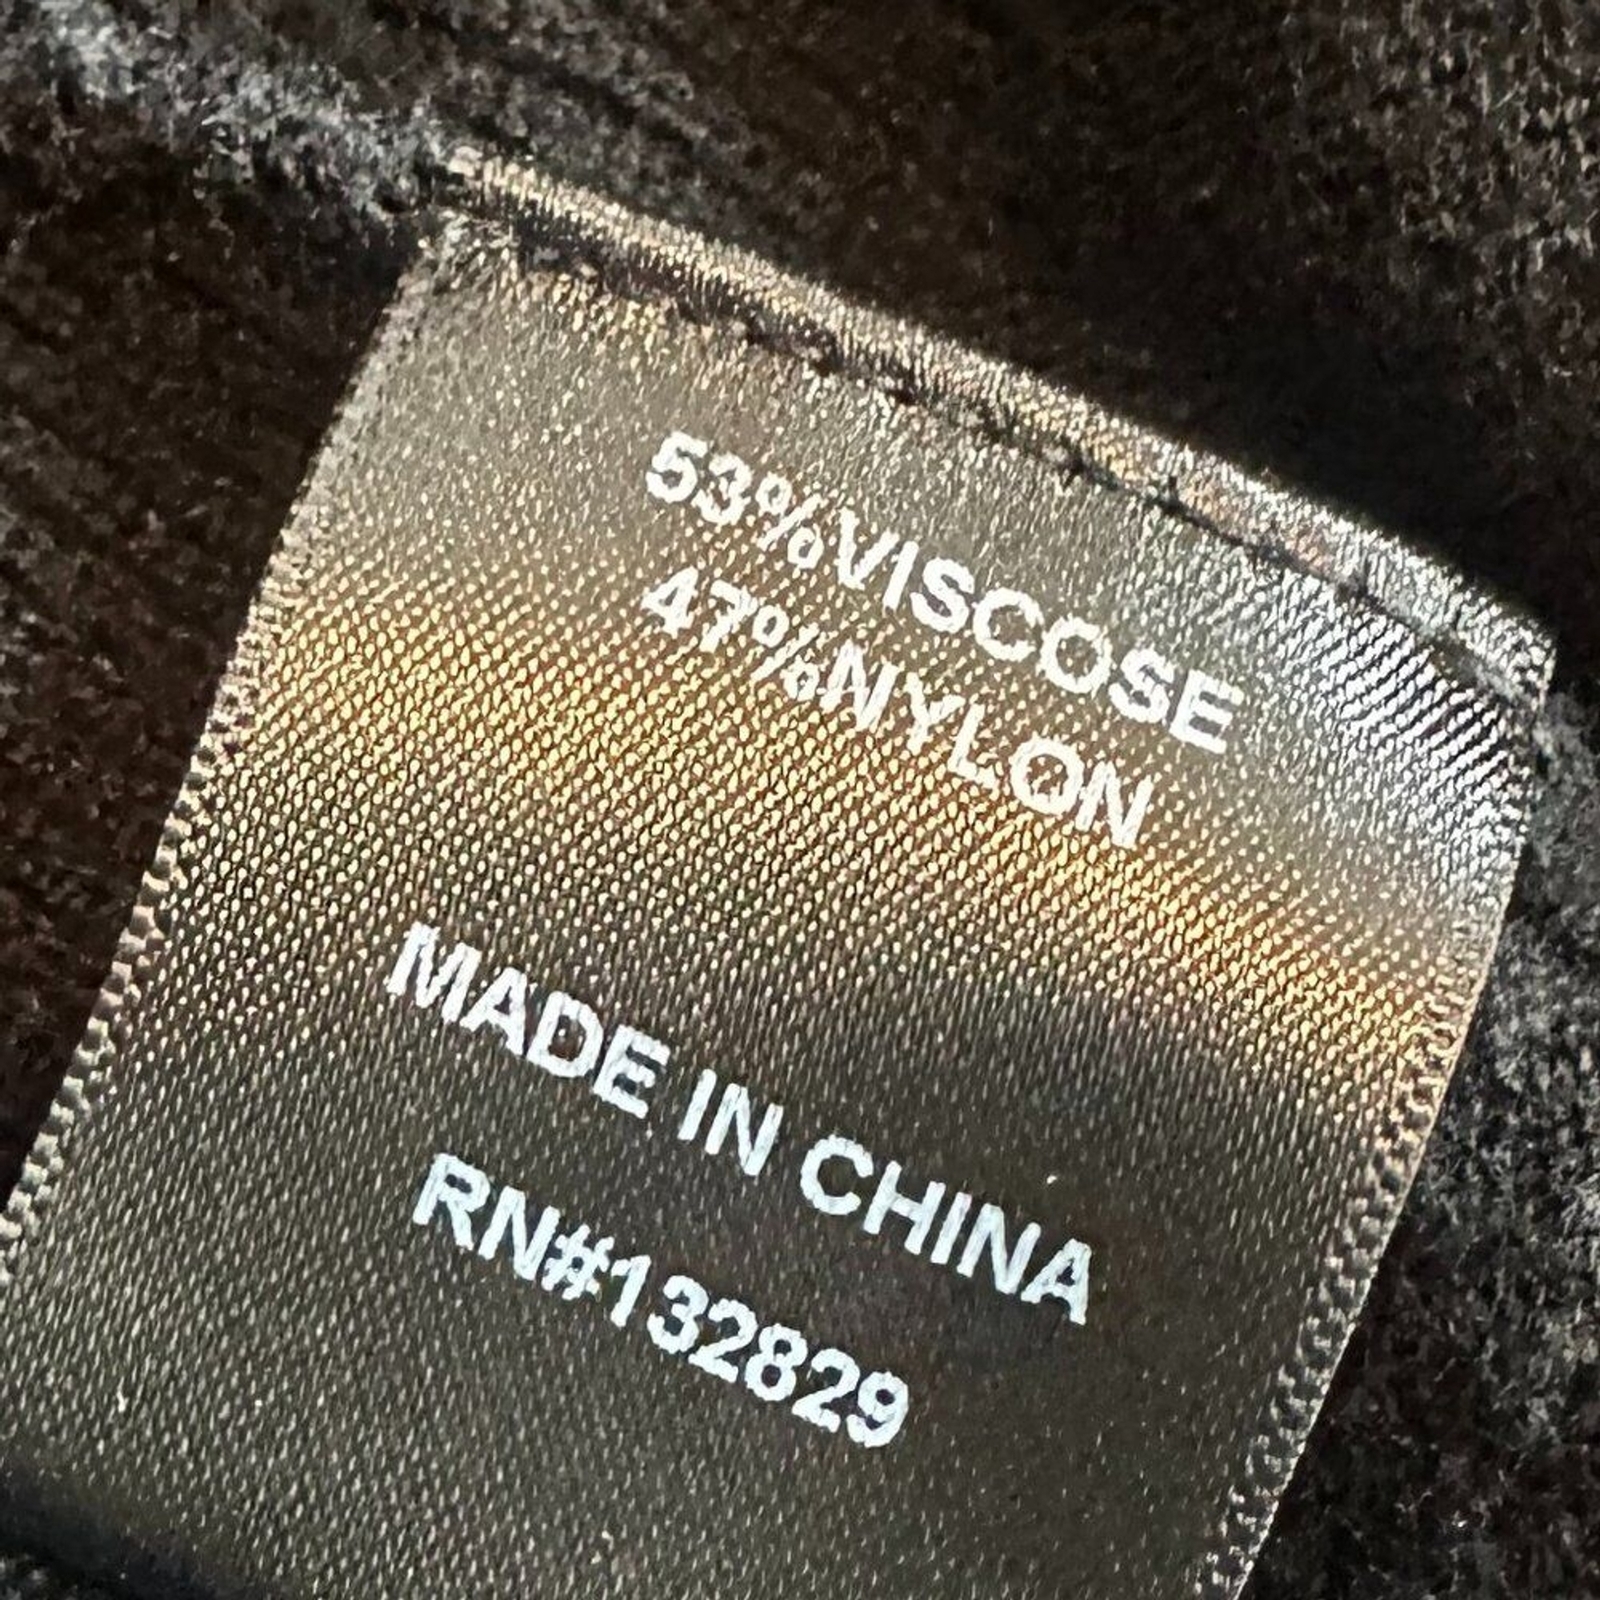 53%VISCOSE
47%NYLON
MADE IN CHINA
RN#132829